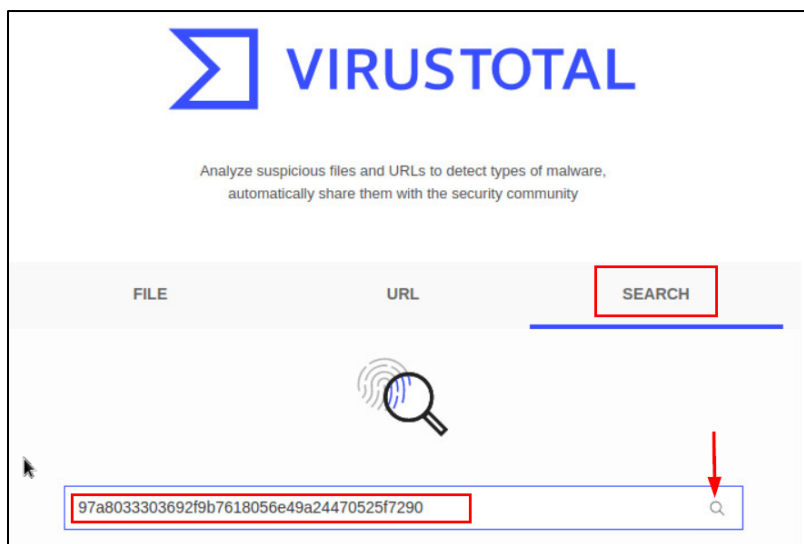 VIRUSTOTAL
Analyze suspicious files and URLs to detect types of malware,
automatically share them with the security community
FILE URL SEARCH
97a8033303692f9b7618056e49a24470525f7290